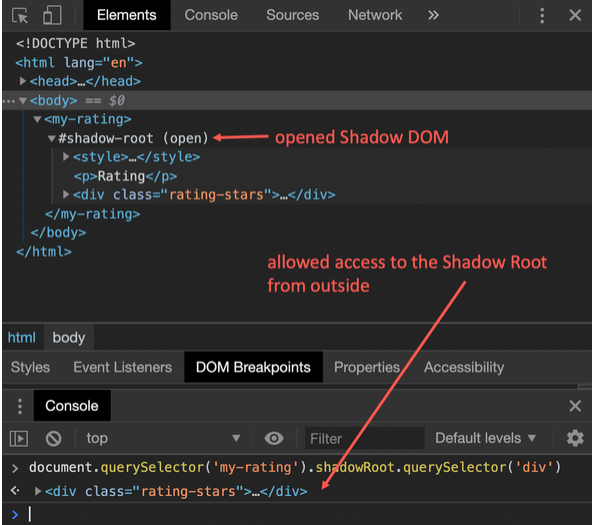 Elements Console Sources Network »
<!DOCTYPE html>
<html lang="en">
<head>…</head>
…<body> == $0
<my-rating>
#shadow-root (open) opened Shadow DOM
<style>…</style>
<p>Rating</p>
<div class="rating-stars">…</div>
</my-rating>
</body>
</html>
allowed access to the Shadow Root
from outside
html body
Styles Event Listeners DOM Breakpoints Properties Accessibility
Console
top Filter Default levels
> document.querySelector('my-rating').shadowRoot.querySelector('div')
<div class="rating-stars">…</div>
>